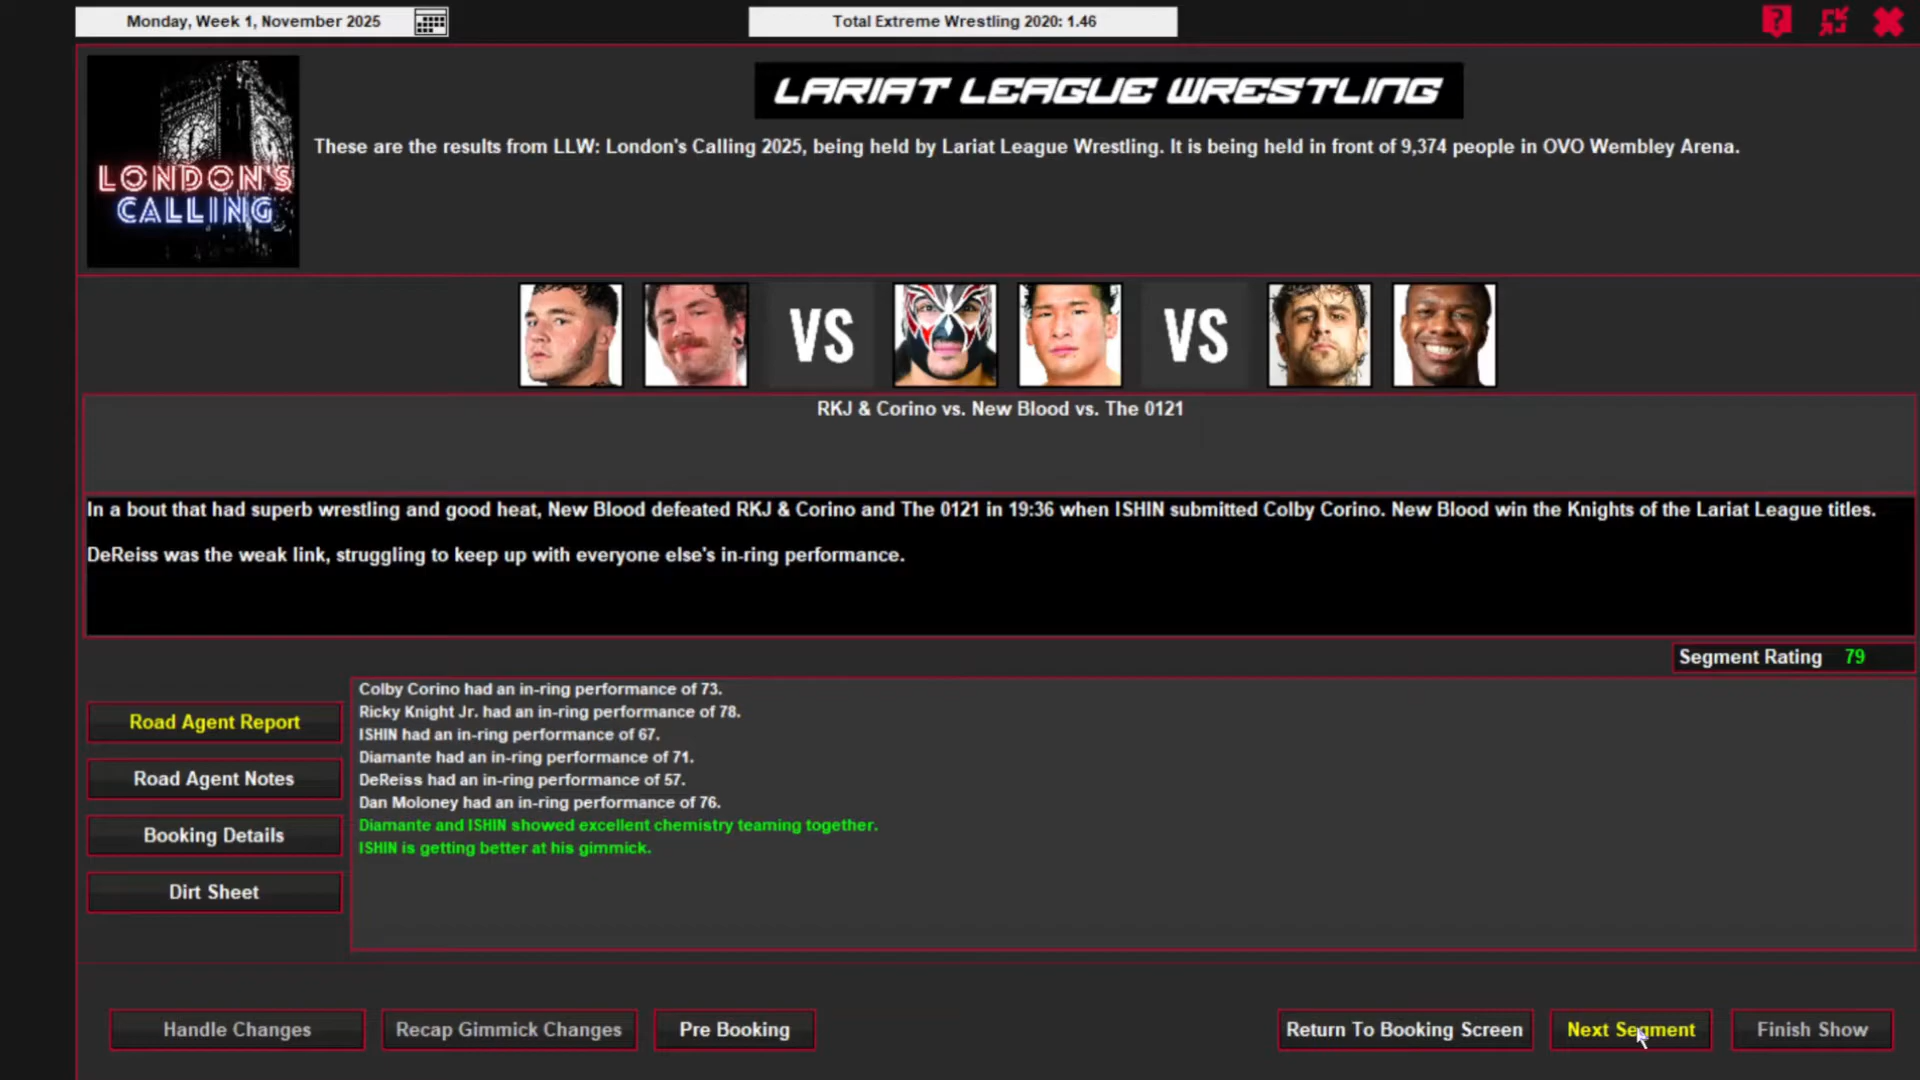 Monday, Week 1, November 2025
Total Extreme Wrestling 2020: 1.46
?
LONDON'S
CALLING
LARIAT LEAGUE WRESTLING
These are the results from LLW: London's Calling 2025, being held by Lariat League Wrestling. It is being held in front of 9,374 people in OVO Wembley Arena.
VS
VS
RKJ & Corino vs. New Blood vs. The 0121
In a bout that had superb wrestling and good heat, New Blood defeated RKJ & Corino and The 0121 in 19:36 when ISHIN submitted Colby Corino. New Blood win the Knights of the Lariat League titles.
DeReiss was the weak link, struggling to keep up with everyone else's in-ring performance.
Segment Rating 79
Road Agent Report
Road Agent Notes
Booking Details
Dirt Sheet
Colby Corino had an in-ring performance of 73.
Ricky Knight Jr. had an in-ring performance of 78.
ISHIN had an in-ring performance of 67.
Diamante had an in-ring performance of 71.
DeReiss had an in-ring performance of 57.
Dan Moloney had an in-ring performance of 76.
Diamante and ISHIN showed excellent chemistry teaming together.
ISHIN is getting better at his gimmick.
Handle Changes
Recap Gimmick Changes
Pre Booking
Return To Booking Screen
Next Segment
Finish Show